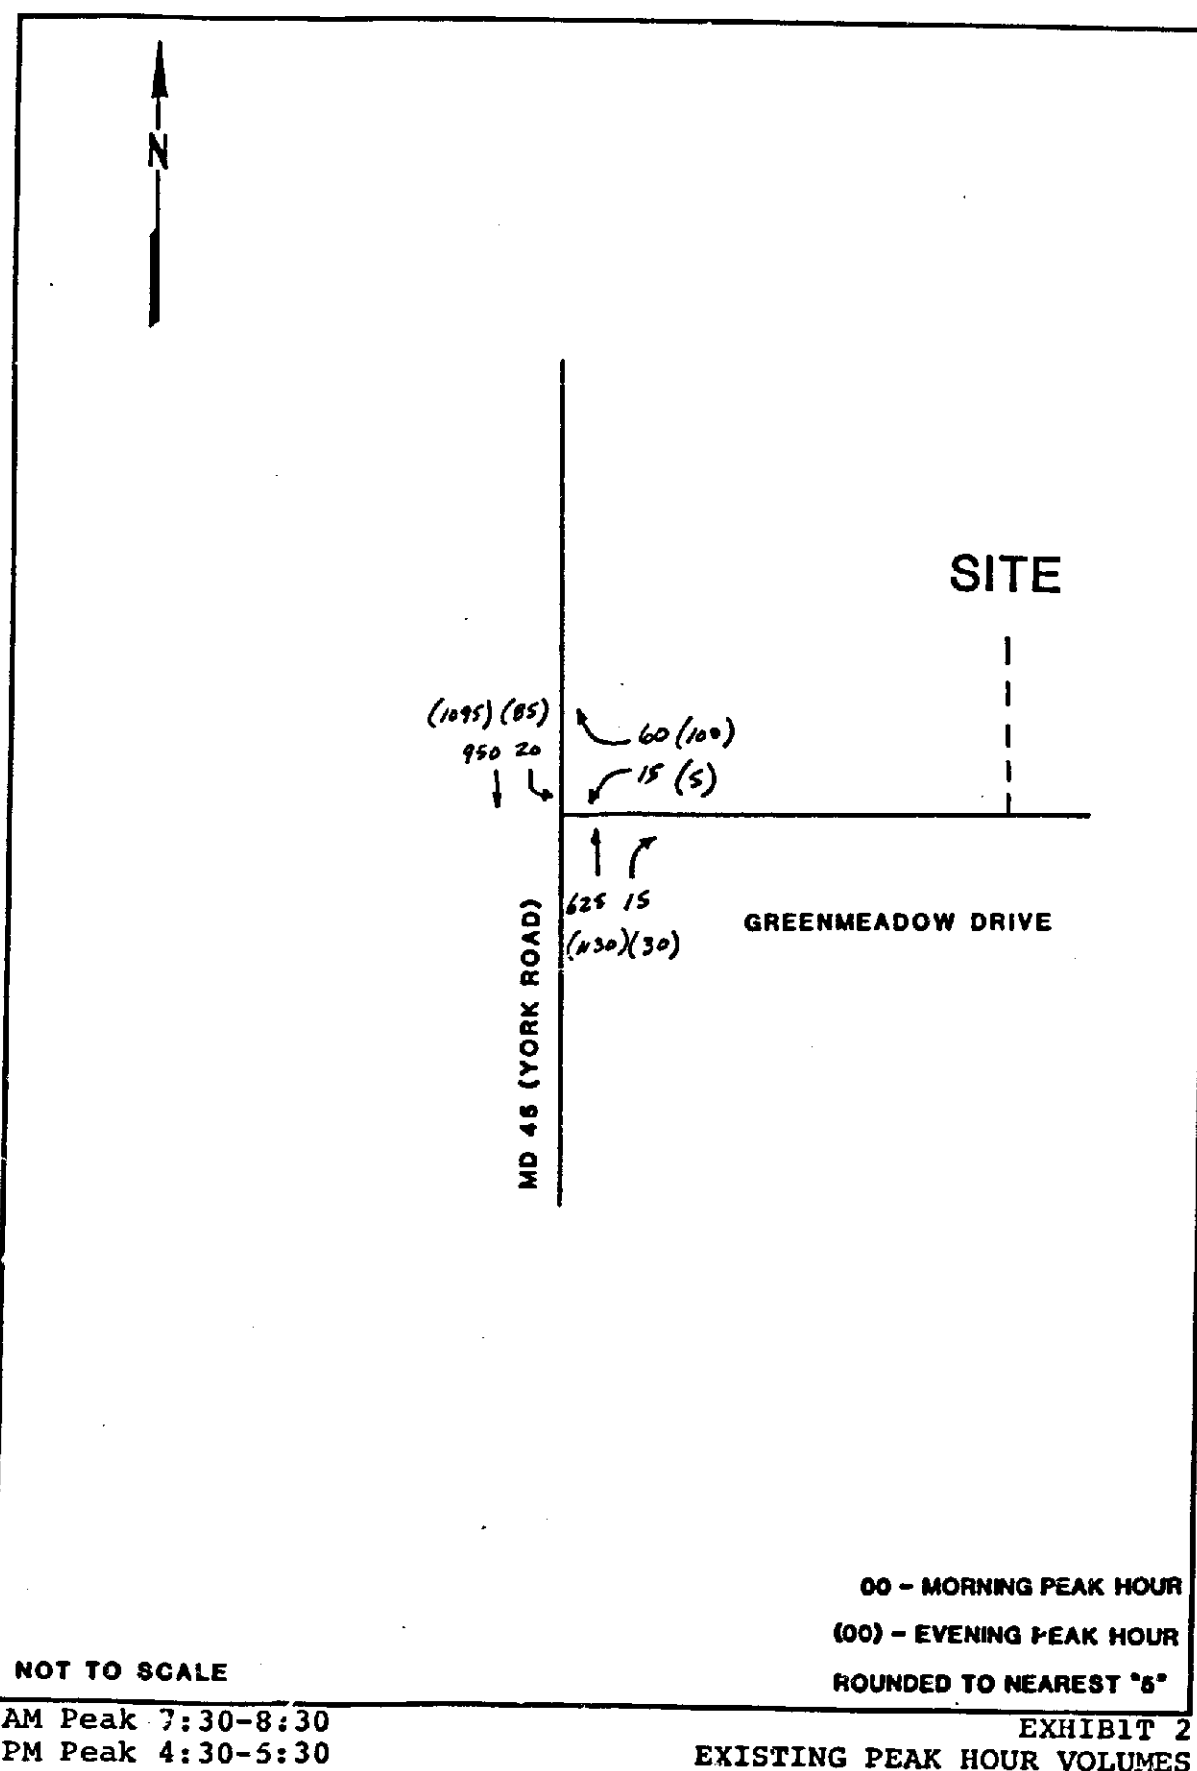 N
SITE
(1095) (85)
950 20
60 (100)
15 (5)
625 15
(30)
GREENMEADOW DRIVE
MD 45 (YORK ROAD)
00 - MORNING PEAK HOUR
(00) - EVENING PEAK HOUR
ROUNDED TO NEAREST "5"
NOT TO SCALE
AM Peak 7:30-8:30
PM Peak 4:30-5:30
EXHIBIT 2
EXISTING PEAK HOUR VOLUMES